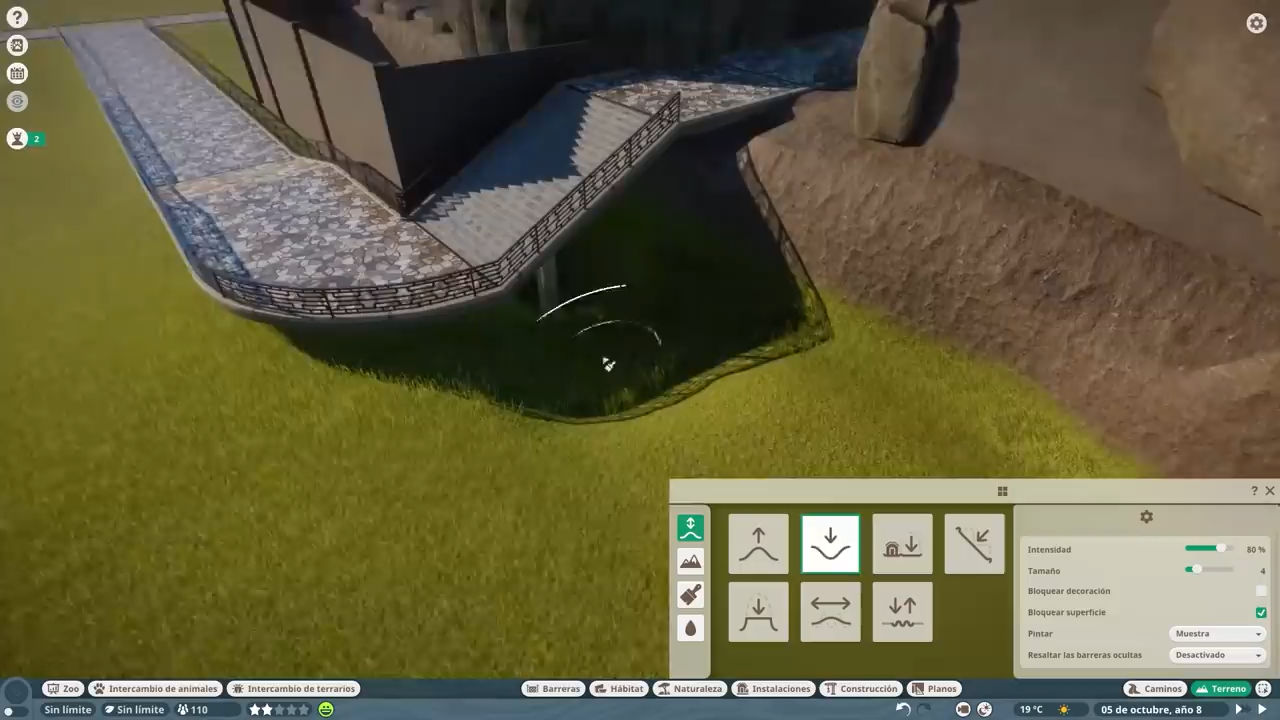 ?
2
? ×
Intensidad 80 %
Tamaño 4
Bloquear decoración
Bloquear superficie
Pintar Muestra
Resaltar las barreras ocultas Desactivado
Zoo Intercambio de animales Intercambio de terrarios Barreras Hábitat Naturaleza Instalaciones Construcción Planos Caminos Terreno
Sin límite Sin límite 110 19 °C 05 de octubre, año 8